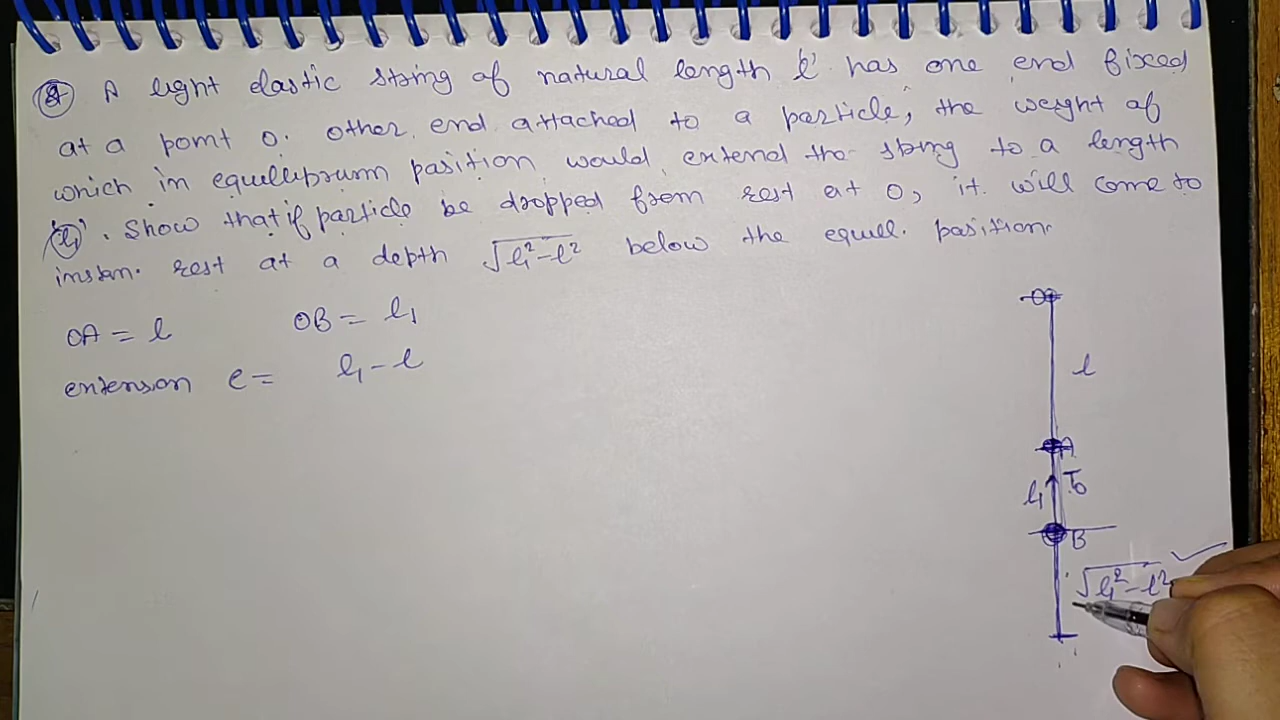 A light elastic string of natural length 'l' has one end fixed
at a point O. Other end attached to a particle, the weight of
which in equillibrium position would extend the string to a length
'l₁'. Show that if particle be dropped from rest at O, it will come to
instan. rest at a depth √l₁²-l² below the equill. position.
OA = l OB = l₁
extension e = l₁ - l
O
l
A
l₁ T₀
B
√l₁²-l²